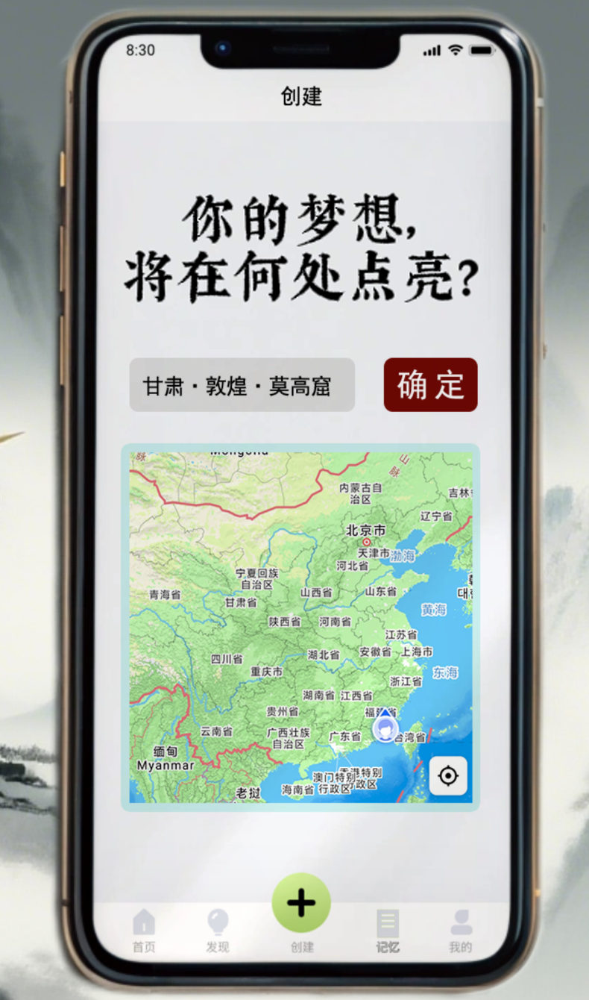 8:30
创建
你的梦想,
将在何处点亮?
甘肃·敦煌·莫高窟
确定
内蒙古自
治区
吉林
辽宁省
北京市
天津市
渤海
河北省
宁夏回族
自治区
青海省
甘肃省
山西省
山东省
黄海
陕西省
河南省
江苏省
四川省
湖北省
安徽省
上海市
重庆市
东海
浙江省
湖南省
江西省
贵州省
福建省
云南省
广西壮族
自治区
广东省
台湾省
缅甸
Myanmar
老挝
海南省
澳门特别
行政区
香港特别
行政区
首页
发现
创建
记忆
我的